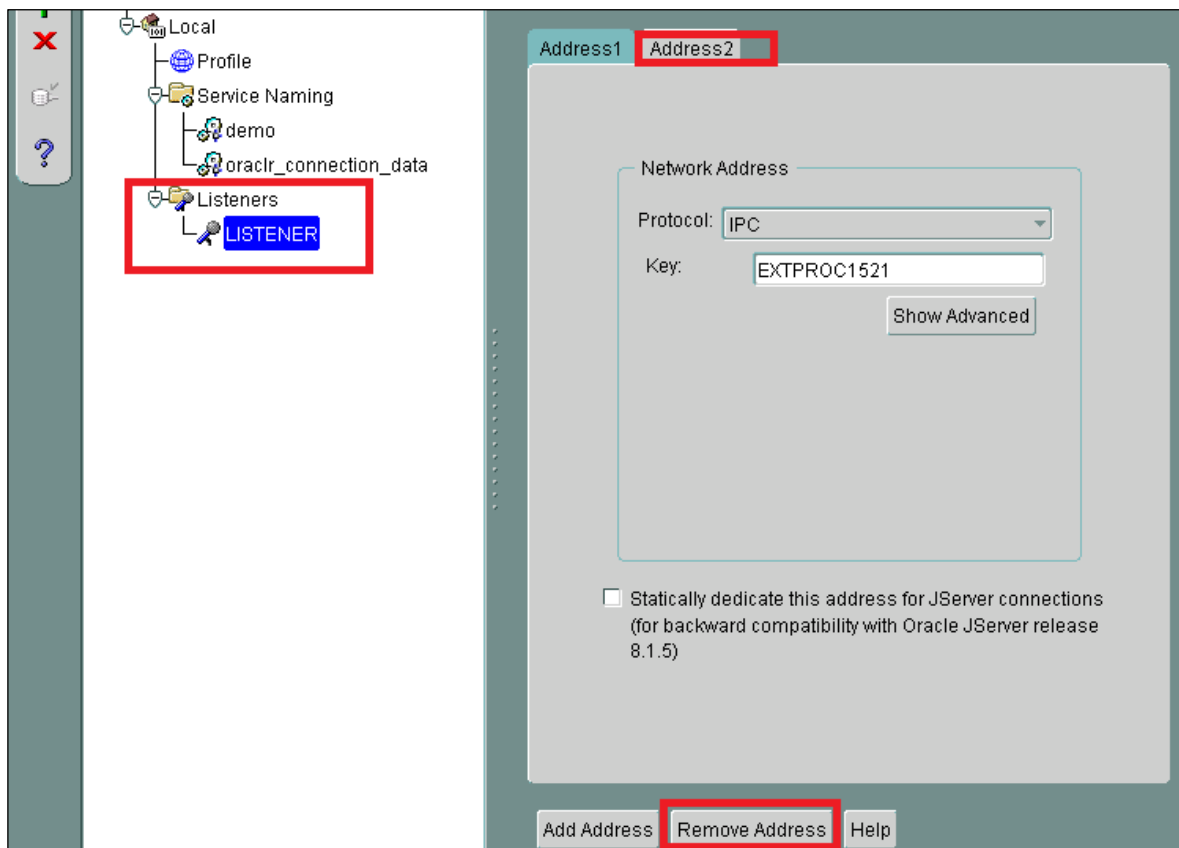 Local
Profile
Service Naming
demo
oraclr_connection_data
Listeners
LISTENER
Address1 Address2
Network Address
Protocol: IPC
Key: EXTPROC1521
Show Advanced
Statically dedicate this address for JServer connections
(for backward compatibility with Oracle JServer release
8.1.5)
Add Address Remove Address Help